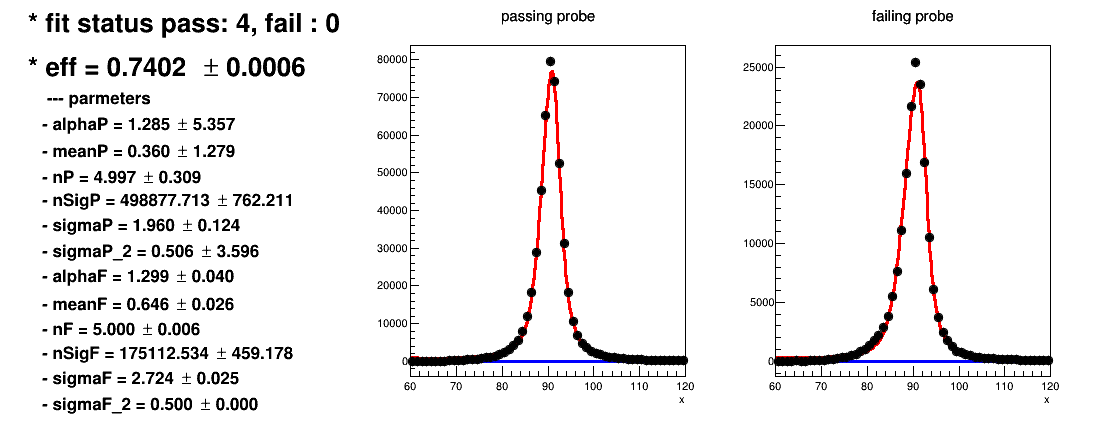 * fit status pass: 4, fail : 0
* eff = 0.7402 ± 0.0006
--- parmeters
- alphaP = 1.285 ± 5.357
- meanP = 0.360 ± 1.279
- nP = 4.997 ± 0.309
- nSigP = 498877.713 ± 762.211
- sigmaP = 1.960 ± 0.124
- sigmaP_2 = 0.506 ± 3.596
- alphaF = 1.299 ± 0.040
- meanF = 0.646 ± 0.026
- nF = 5.000 ± 0.006
- nSigF = 175112.534 ± 459.178
- sigmaF = 2.724 ± 0.025
- sigmaF_2 = 0.500 ± 0.000
passing probe
80000
70000
60000
50000
40000
30000
20000
10000
0
60 70 80 90 100 110 120
x
failing probe
25000
20000
15000
10000
5000
0
60 70 80 90 100 110 120
x